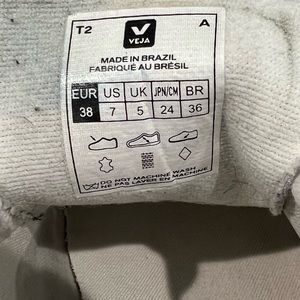 T2 A
VEJA
MADE IN BRAZIL
FABRIQUÉ AU BRÉSIL
EUR US UK JPN/CM BR
38 7 5 24 36
DO NOT MACHINE WASH
NE PAS LAVER EN MACHINE